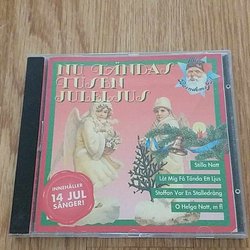 NU TÄNDAS
TUSEN
JULELJUS
Stilla Natt
Låt Mig Få Tända Ett Ljus
Staffan Var En Stalledräng
O Helga Natt, m fl
INNEHÅLLER
14 JUL
SÅNGER!